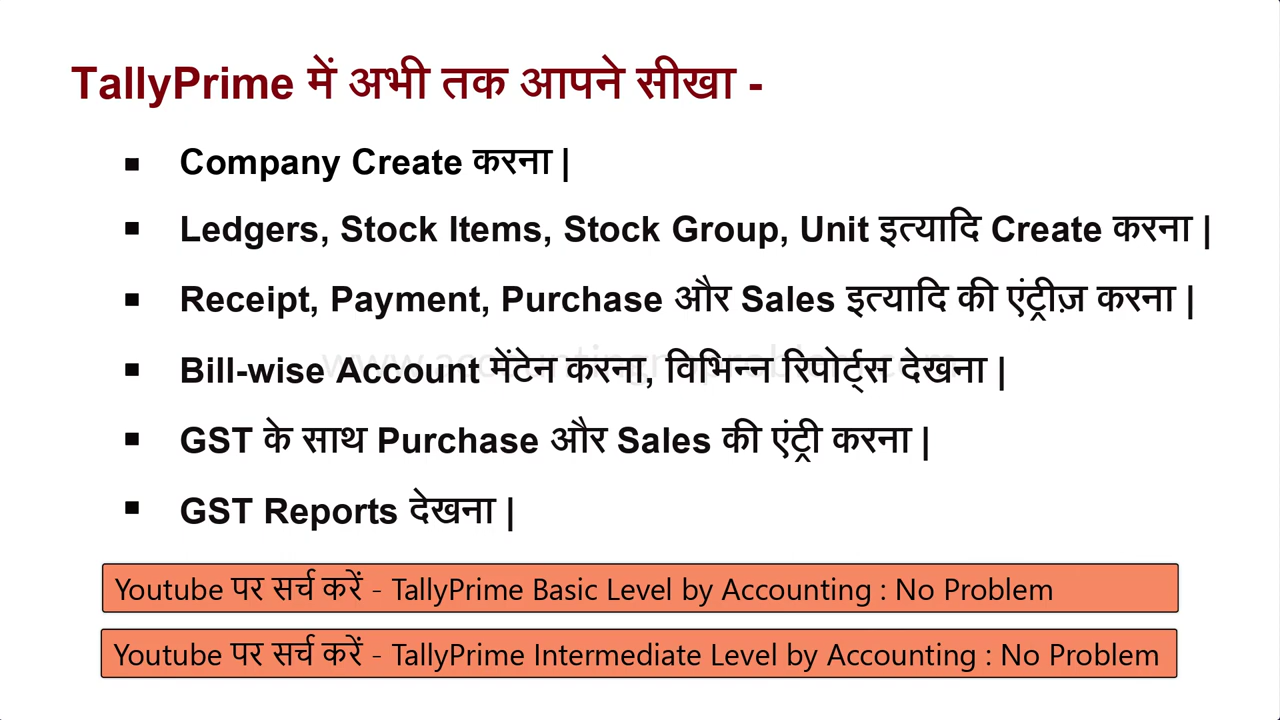 TallyPrime में अभी तक आपने सीखा -
▪ Company Create करना |
▪ Ledgers, Stock Items, Stock Group, Unit इत्यादि Create करना |
▪ Receipt, Payment, Purchase और Sales इत्यादि की एंट्रीज़ करना |
www.accountingnoproblem.com
▪ Bill-wise Account मेंटेन करना, विभिन्न रिपोर्ट्स देखना |
▪ GST के साथ Purchase और Sales की एंट्री करना |
▪ GST Reports देखना |
Youtube पर सर्च करें - TallyPrime Basic Level by Accounting : No Problem
Youtube पर सर्च करें - TallyPrime Intermediate Level by Accounting : No Problem